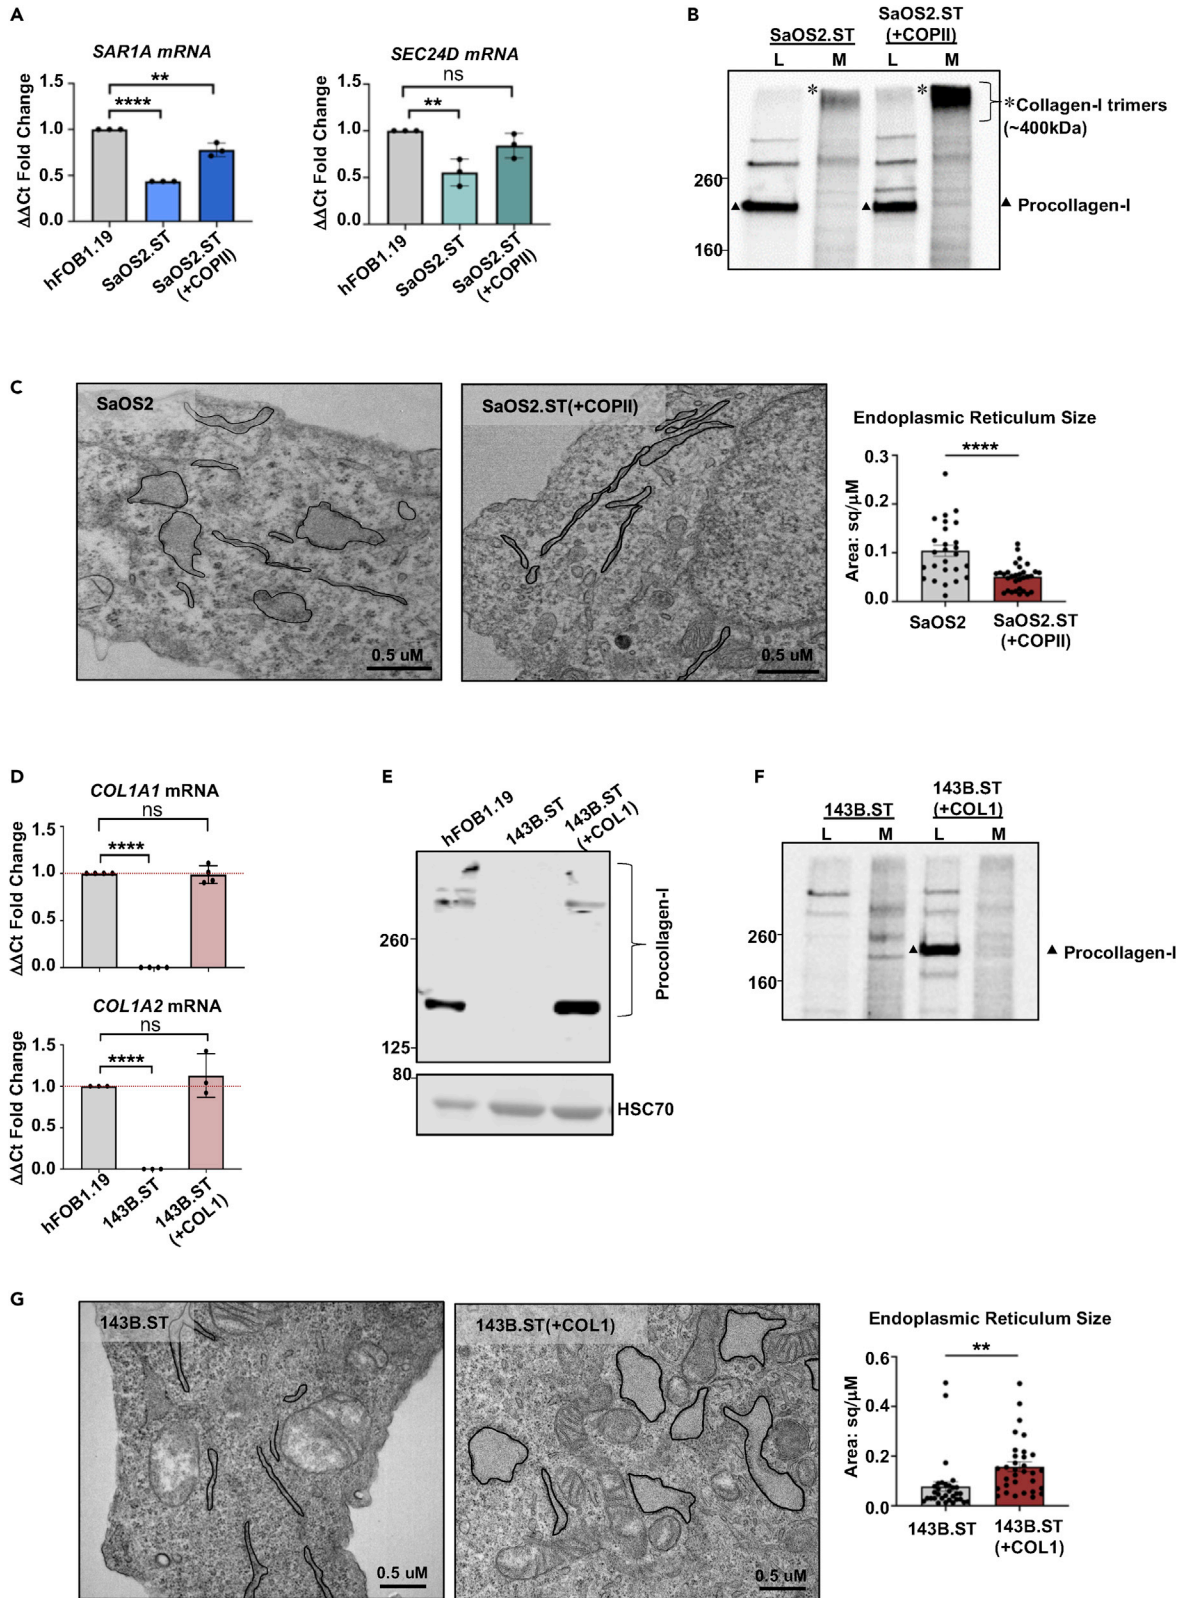 A
SAR1A mRNA
****
**
ΔΔCt Fold Change
1.5
1.0
0.5
0.0
hFOB1.19
SaOS2.ST
SaOS2.ST
(+COPII)
SEC24D mRNA
ns
**
ΔΔCt Fold Change
1.5
1.0
0.5
0.0
hFOB1.19
SaOS2.ST
SaOS2.ST
(+COPII)
B
SaOS2.ST
SaOS2.ST
(+COPII)
L M L M
* *
260
160
▲ ▲
*Collagen-I trimers
(~400kDa)
▲ Procollagen-I
C
SaOS2
0.5 uM
SaOS2.ST(+COPII)
0.5 uM
Endoplasmic Reticulum Size
****
Area: sq/μM
0.3
0.2
0.1
0.0
SaOS2
SaOS2.ST
(+COPII)
D
COL1A1 mRNA
ns
****
ΔΔCt Fold Change
1.5
1.0
0.5
0.0
COL1A2 mRNA
ns
****
ΔΔCt Fold Change
1.5
1.0
0.5
0.0
hFOB1.19
143B.ST
143B.ST
(+COL1)
E
hFOB1.19
143B.ST
143B.ST
(+COL1)
260
125
80
Procollagen-I
HSC70
F
143B.ST
143B.ST
(+COL1)
L M L M
260
160
▲
▲ Procollagen-I
G
143B.ST
0.5 uM
143B.ST(+COL1)
0.5 uM
Endoplasmic Reticulum Size
**
Area: sq/μM
0.6
0.4
0.2
0.0
143B.ST
143B.ST
(+COL1)